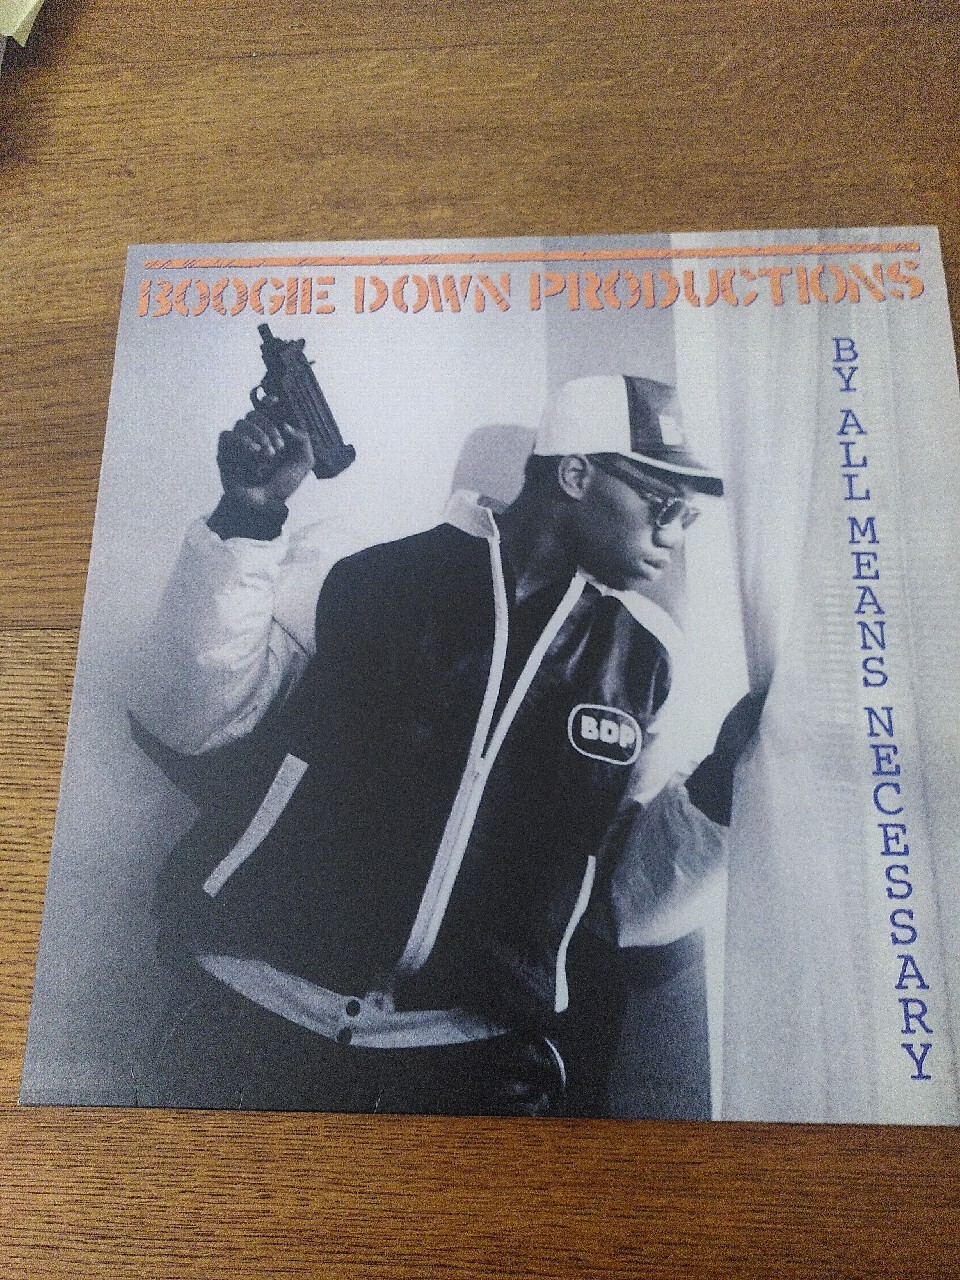 BOOGIE DOWN PRODUCTIONS
BY ALL MEANS NECESSARY
BDP